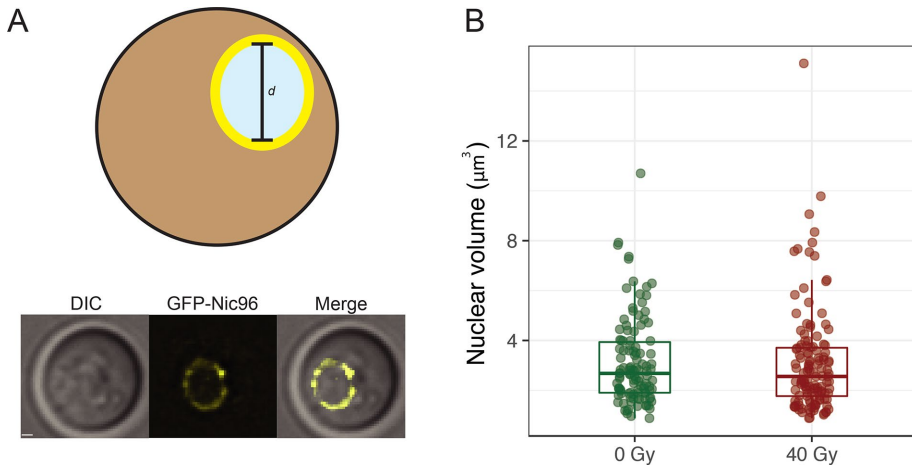 A
d
DIC GFP-Nic96 Merge
B
Nuclear volume (μm³)
12
8
4
0 Gy 40 Gy